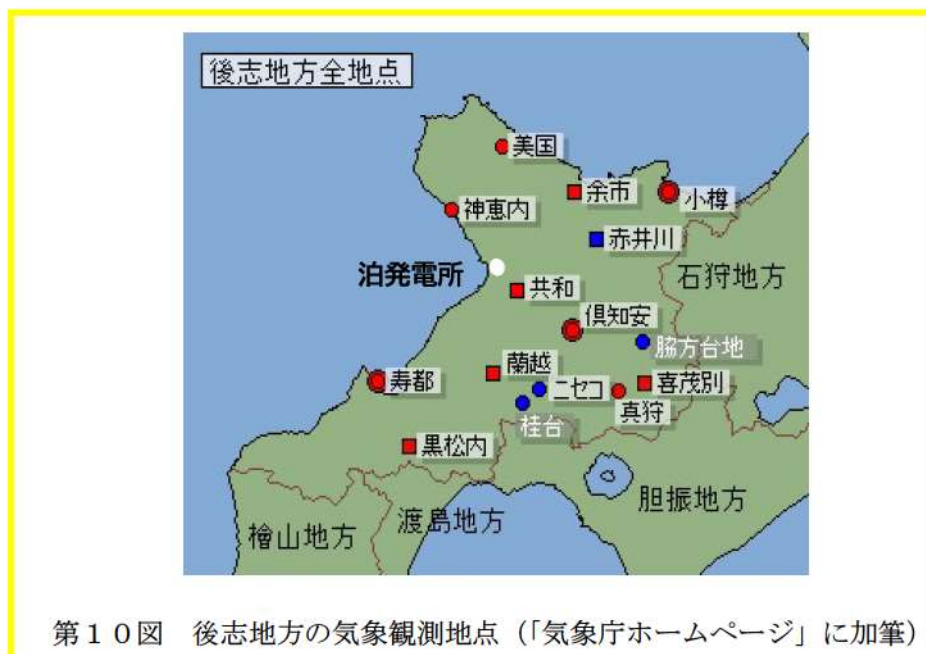 後志地方全地点
美国
余市
小樽
神恵内
赤井川
泊発電所
石狩地方
共和
倶知安
脇方台地
蘭越
寿都
ニセコ
喜茂別
真狩
桂台
黒松内
胆振地方
渡島地方
檜山地方
第10図 後志地方の気象観測地点(「気象庁ホームページ」に加筆)